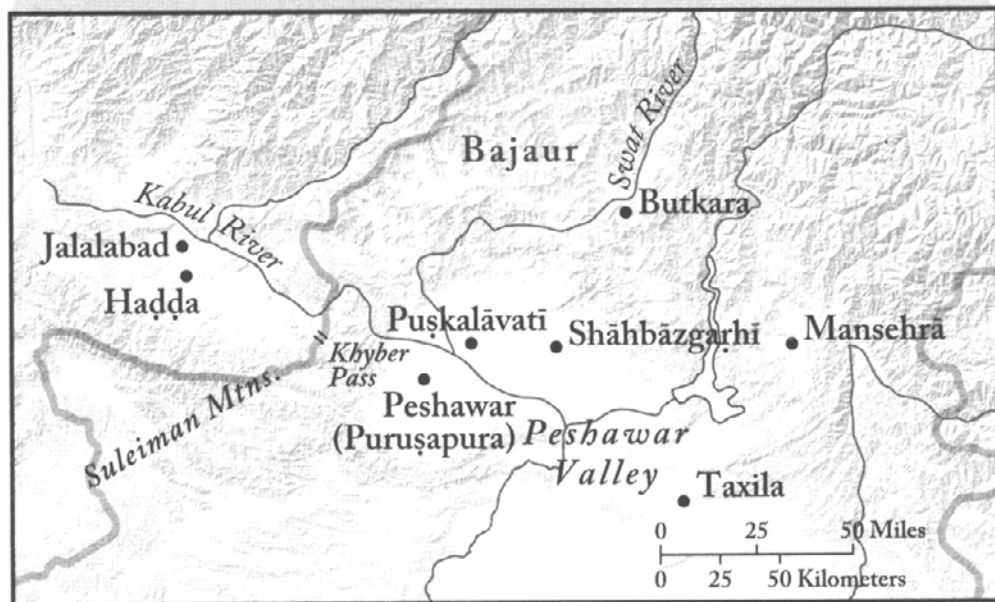 Bajaur
Swat River
Butkara
Kabul River
Jalalabad
Haḍḍa
Puṣkalāvatī
Shāhbāzgaṛhī
Mansehrā
Khyber
Pass
Suleiman Mtns.
Peshawar
(Puruṣapura)
Peshawar
Valley
Taxila
0 25 50 Miles
0 25 50 Kilometers